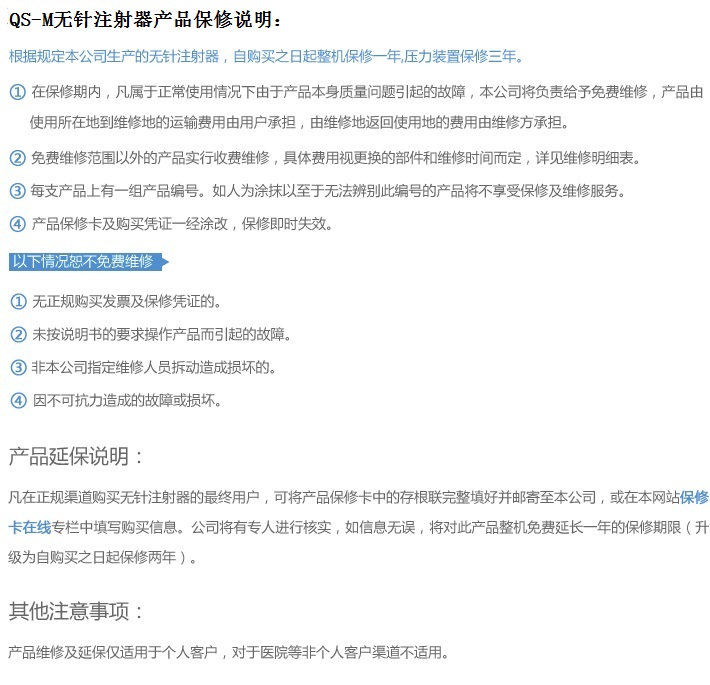 QS-M无针注射器产品保修说明：
根据规定本公司生产的无针注射器，自购买之日起整机保修一年,压力装置保修三年。
① 在保修期内，凡属于正常使用情况下由于产品本身质量问题引起的故障，本公司将负责给予免费维修，产品由
使用所在地到维修地的运输费用由用户承担，由维修地返回使用地的费用由维修方承担。
② 免费维修范围以外的产品实行收费维修，具体费用视更换的部件和维修时间而定，详见维修明细表。
③ 每支产品上有一组产品编号。如人为涂抹以至于无法辨别此编号的产品将不享受保修及维修服务。
④ 产品保修卡及购买凭证一经涂改，保修即时失效。
以下情况恕不免费维修
① 无正规购买发票及保修凭证的。
② 未按说明书的要求操作产品而引起的故障。
③ 非本公司指定维修人员拆动造成损坏的。
④ 因不可抗力造成的故障或损坏。
产品延保说明：
凡在正规渠道购买无针注射器的最终用户，可将产品保修卡中的存根联完整填好并邮寄至本公司，或在本网站保修
卡在线专栏中填写购买信息。公司将有专人进行核实，如信息无误，将对此产品整机免费延长一年的保修期限（升
级为自购买之日起保修两年）。
其他注意事项：
产品维修及延保仅适用于个人客户，对于医院等非个人客户渠道不适用。